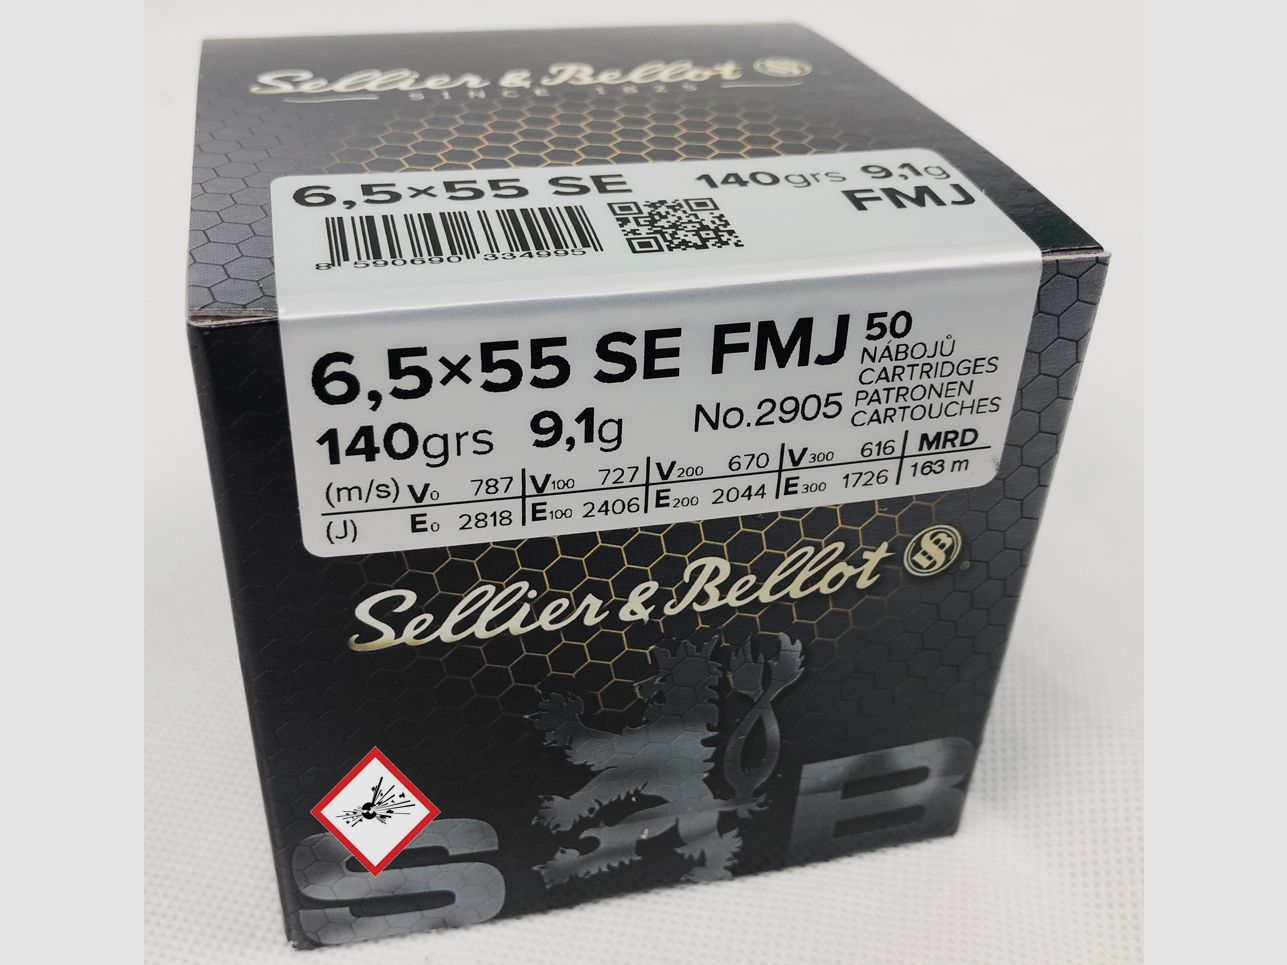 Sellier & Bellot
SINCE 1825
6,5×55 SE 140grs 9,1g
FMJ
8 590690 334995
6,5×55 SE FMJ 50
NÁBOJŮ
CARTRIDGES
PATRONEN
CARTOUCHES
140grs 9,1g No.2905
(m/s) V0 787 V100 727 V200 670 V300 616 MRD
(J) E0 2818 E100 2406 E200 2044 E300 1726 163 m
Sellier & Bellot SB
S B